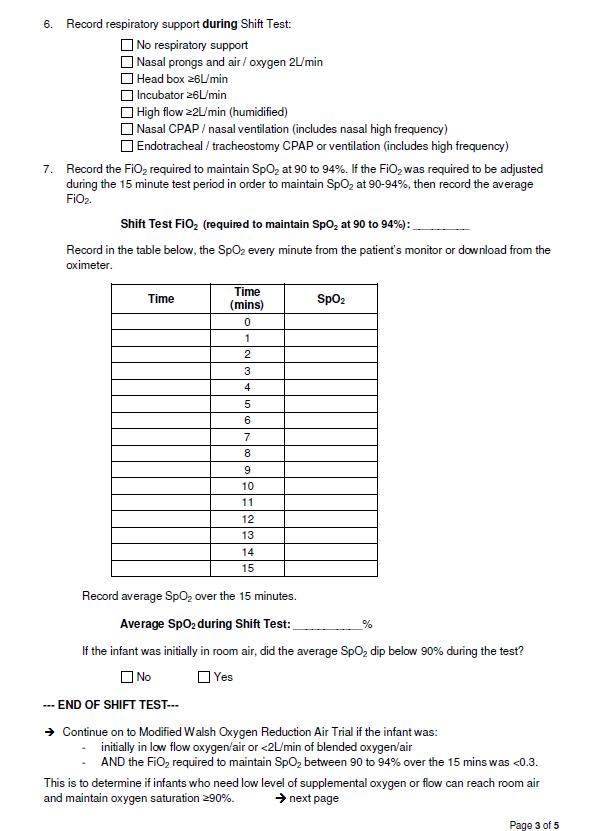 6. Record respiratory support during Shift Test:
No respiratory support
Nasal prongs and air / oxygen 2L/min
Head box ≥6L/min
Incubator ≥6L/min
High flow ≥2L/min (humidified)
Nasal CPAP / nasal ventilation (includes nasal high frequency)
Endotracheal / tracheostomy CPAP or ventilation (includes high frequency)
7. Record the FiO₂ required to maintain SpO₂ at 90 to 94%. If the FiO₂ was required to be adjusted
during the 15 minute test period in order to maintain SpO₂ at 90-94%, then record the average
FiO₂.
Shift Test FiO₂ (required to maintain SpO₂ at 90 to 94%): _________
Record in the table below, the SpO₂ every minute from the patient's monitor or download from the
oximeter.
Time Time (mins) SpO₂
0
1
2
3
4
5
6
7
8
9
10
11
12
13
14
15
Record average SpO₂ over the 15 minutes.
Average SpO₂ during Shift Test: ___________%
If the infant was initially in room air, did the average SpO₂ dip below 90% during the test?
No Yes
--- END OF SHIFT TEST---
→ Continue on to Modified Walsh Oxygen Reduction Air Trial if the infant was:
- initially in low flow oxygen/air or <2L/min of blended oxygen/air
- AND the FiO₂ required to maintain SpO₂ between 90 to 94% over the 15 mins was <0.3.
This is to determine if infants who need low level of supplemental oxygen or flow can reach room air
and maintain oxygen saturation ≥90%. → next page
Page 3 of 5